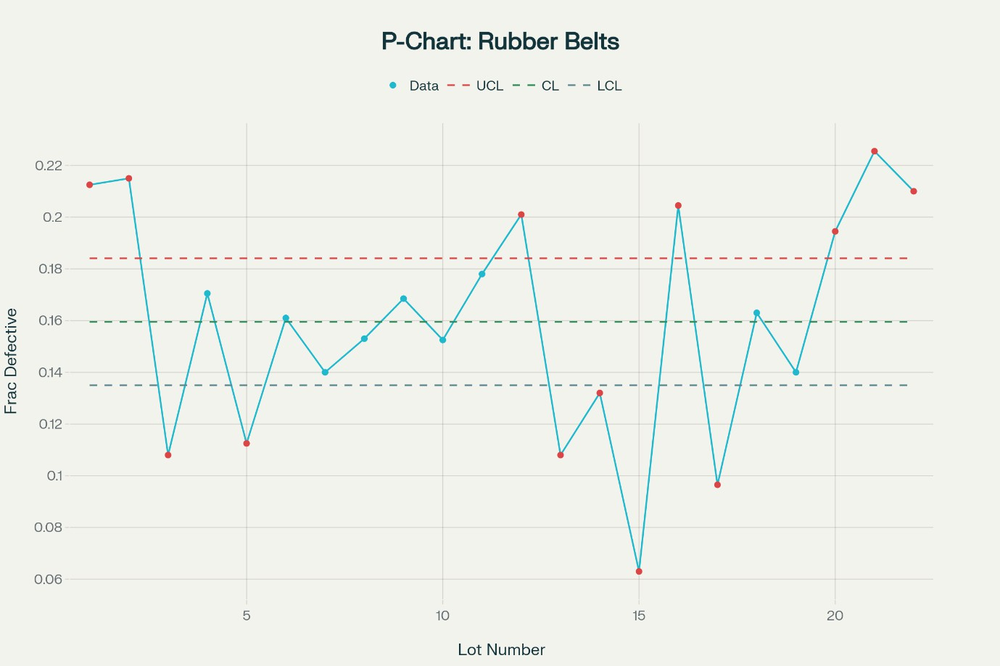 P-Chart: Rubber Belts
Data UCL CL LCL
0.22
0.2
0.18
0.16
0.14
0.12
0.1
0.08
0.06
Frac Defective
5 10 15 20
Lot Number